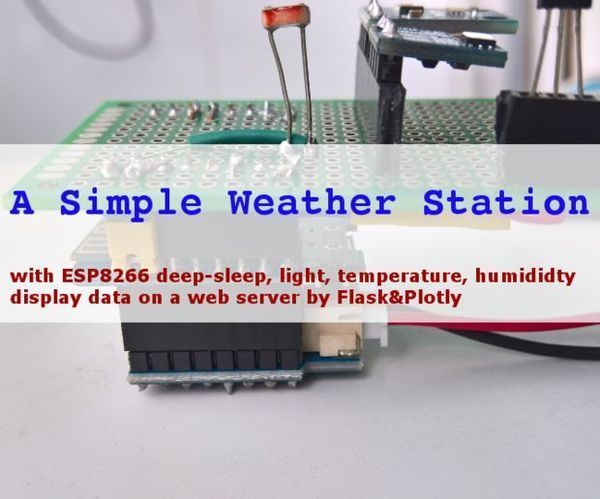 A Simple Weather Station
with ESP8266 deep-sleep, light, temperature, humididty
display data on a web server by Flask&Plotly